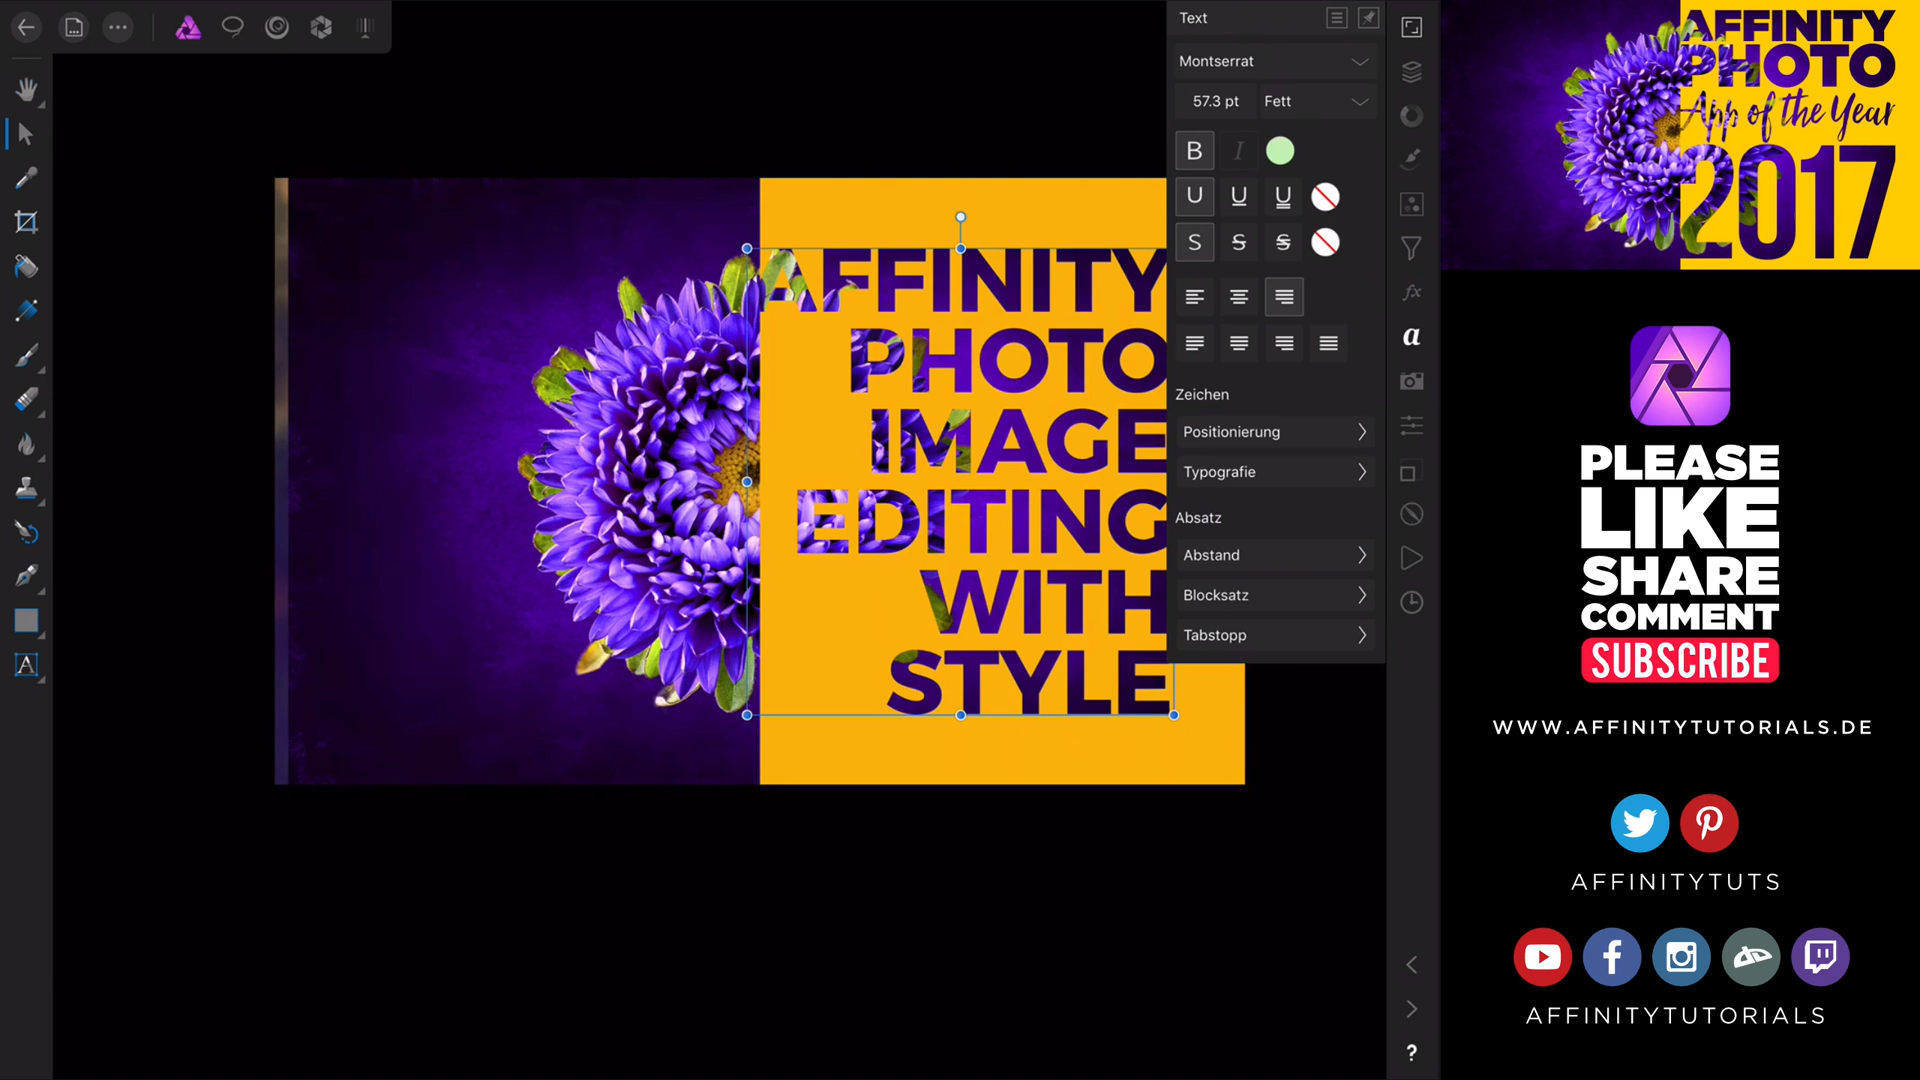 Text
Montserrat
57.3 pt Fett
B I
U U U
S S S
Zeichen
Positionierung
Typografie
Absatz
Abstand
Blocksatz
Tabstopp
AFFINITY
PHOTO
IMAGE
EDITING
WITH
STYLE
A
fx
a
?
AFFINITY
PHOTO
App of the Year
2017
PLEASE
LIKE
SHARE
COMMENT
SUBSCRIBE
WWW.AFFINITYTUTORIALS.DE
AFFINITYTUTS
AFFINITYTUTORIALS